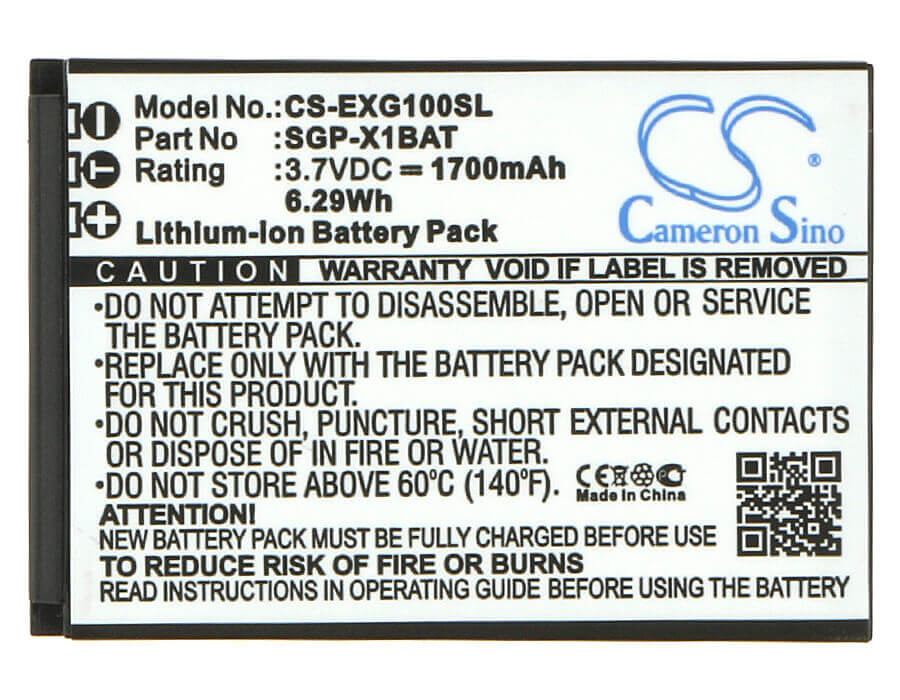 Model No.: CS-EXG100SL
Part No : SGP-X1BAT
Rating : 3.7VDC ⎓ 1700mAh
6.29Wh
Lithium-ion Battery Pack
CS
®
Cameron Sino
CAUTION WARRANTY VOID IF LABEL IS REMOVED
•DO NOT ATTEMPT TO DISASSEMBLE, OPEN OR SERVICE
THE BATTERY PACK.
•REPLACE ONLY WITH THE BATTERY PACK DESIGNATED
FOR THIS PRODUCT.
•DO NOT CRUSH, PUNCTURE, SHORT EXTERNAL CONTACTS
OR DISPOSE OF IN FIRE OR WATER.
•DO NOT STORE ABOVE 60°C (140°F).
CE
Made In China
ATTENTION!
NEW BATTERY PACK MUST BE FULLY CHARGED BEFORE USE
TO REDUCE RISK OF FIRE OR BURNS
READ INSTRUCTIONS IN OPERATING GUIDE BEFORE USING THE BATTERY